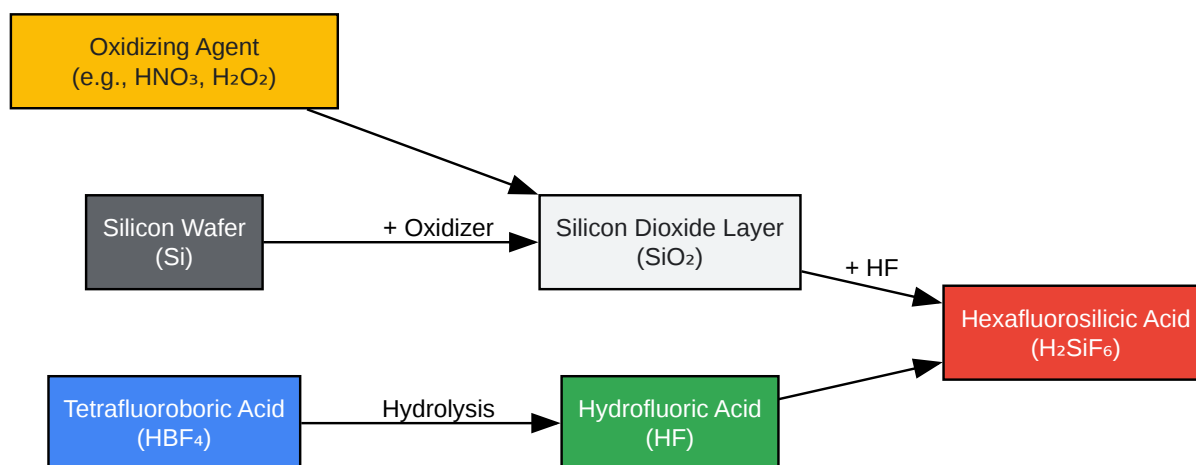 Oxidizing Agent
(e.g., HNO₃, H₂O₂)
Silicon Wafer
(Si)
+ Oxidizer
Silicon Dioxide Layer
(SiO₂)
+ HF
Hexafluorosilicic Acid
(H₂SiF₆)
Tetrafluoroboric Acid
(HBF₄)
Hydrolysis
Hydrofluoric Acid
(HF)